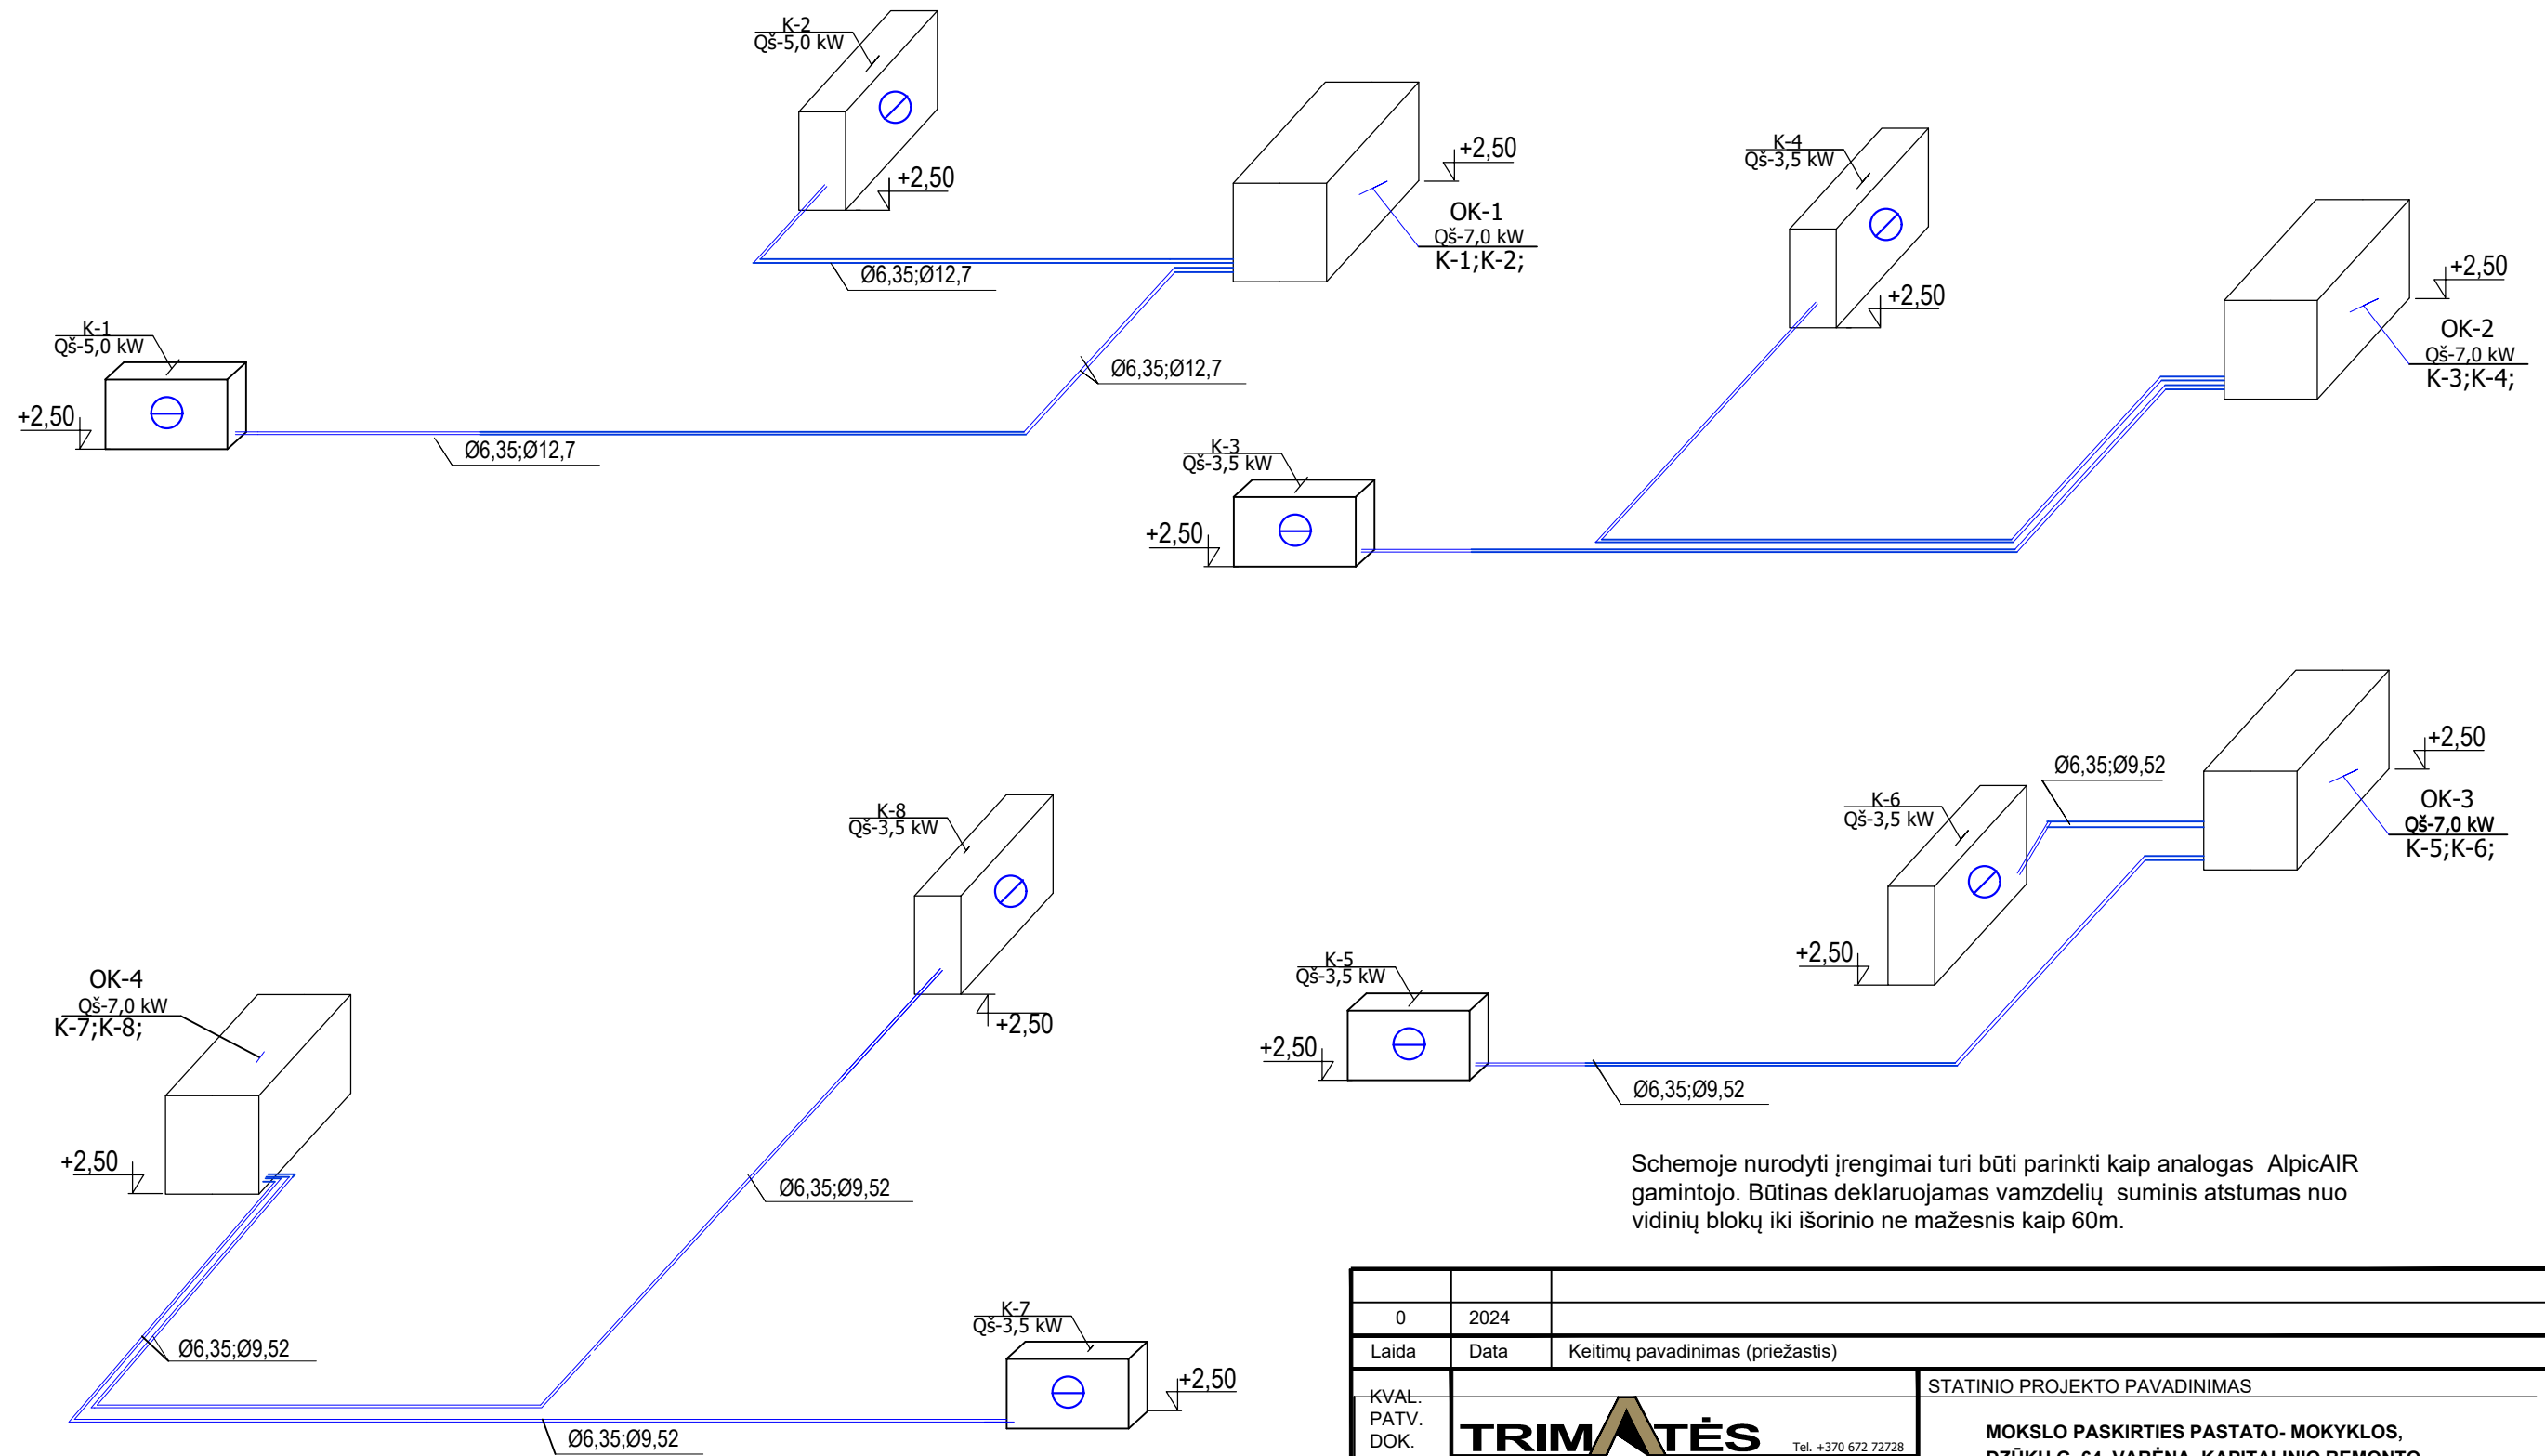 K-2
Qš-5,0 kW
+2,50
+2,50
OK-1
Qš-7,0 kW
K-1;K-2;
Ø6,35;Ø12,7
K-1
Qš-5,0 kW
+2,50
Ø6,35;Ø12,7
Ø6,35;Ø12,7
K-4
Qš-3,5 kW
+2,50
+2,50
OK-2
Qš-7,0 kW
K-3;K-4;
K-3
Qš-3,5 kW
+2,50
K-8
Qš-3,5 kW
+2,50
OK-4
Qš-7,0 kW
K-7;K-8;
+2,50
Ø6,35;Ø9,52
Ø6,35;Ø9,52
K-7
Qš-3,5 kW
+2,50
Ø6,35;Ø9,52
Ø6,35;Ø9,52
+2,50
K-6
Qš-3,5 kW
OK-3
Qš-7,0 kW
K-5;K-6;
+2,50
K-5
Qš-3,5 kW
+2,50
Ø6,35;Ø9,52
Schemoje nurodyti įrengimai turi būti parinkti kaip analogas AlpicAIR
gamintojo. Būtinas deklaruojamas vamzdelių suminis atstumas nuo
vidinių blokų iki išorinio ne mažesnis kaip 60m.
0 2024
Laida Data Keitimų pavadinimas (priežastis)
KVAL.
PATV.
DOK.
TRIMATĖS
Tel. +370 672 72728
STATINIO PROJEKTO PAVADINIMAS
MOKSLO PASKIRTIES PASTATO- MOKYKLOS,
DZŪKŲ G. 64, VARĖNA, KAPITALINIO REMONTO